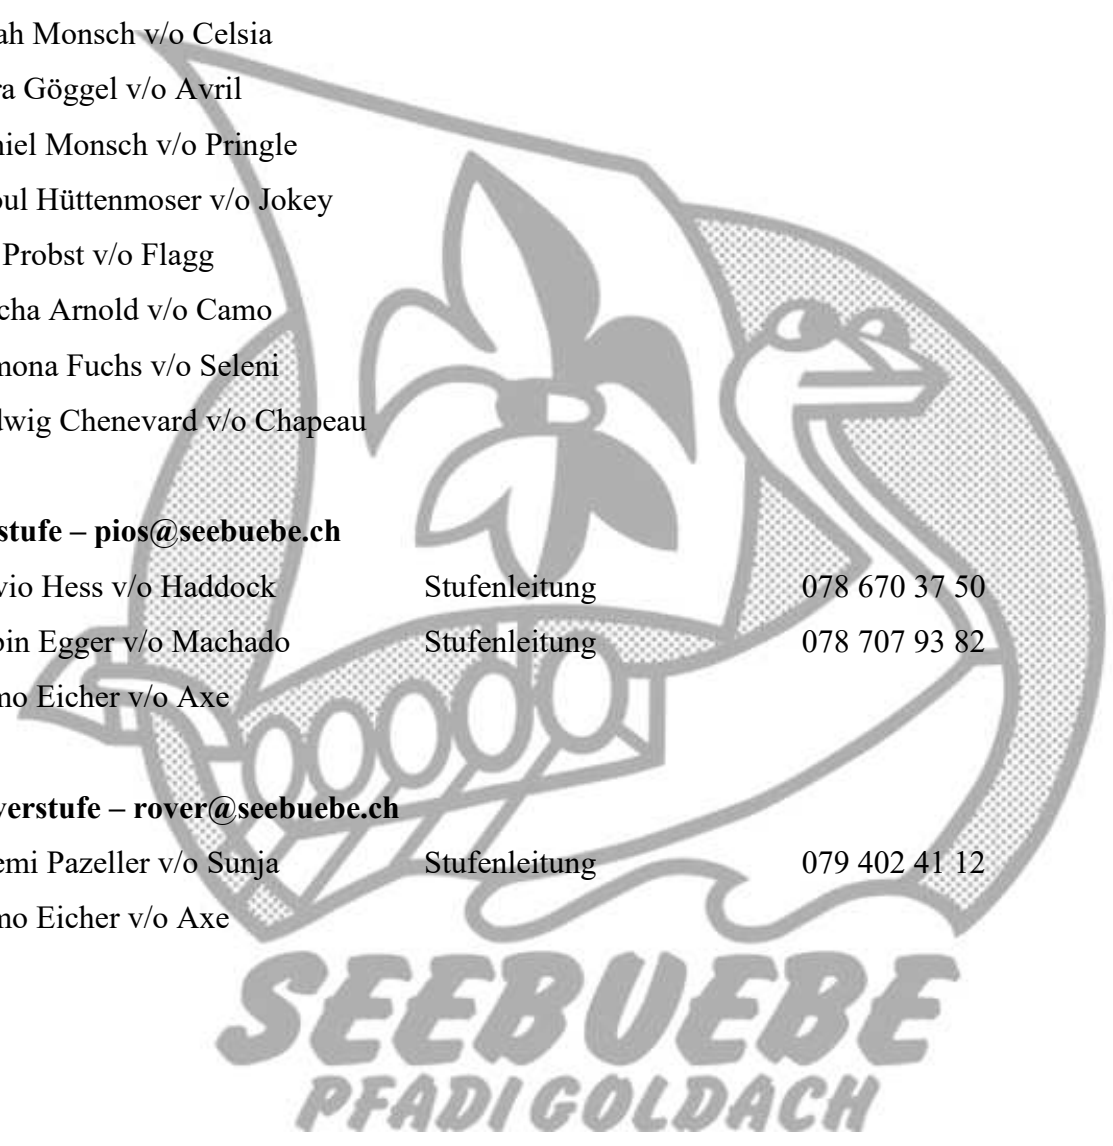 ah Monsch v/o Celsia
ra Göggel v/o Avril
niel Monsch v/o Pringle
oul Hüttenmoser v/o Jokey
Probst v/o Flagg
cha Arnold v/o Camo
mona Fuchs v/o Seleni
dwig Chenevard v/o Chapeau
stufe – pios@seebuebe.ch
vio Hess v/o Haddock Stufenleitung 078 670 37 50
bin Egger v/o Machado Stufenleitung 078 707 93 82
mo Eicher v/o Axe
verstufe – rover@seebuebe.ch
emi Pazeller v/o Sunja Stufenleitung 079 402 41 12
mo Eicher v/o Axe
SEEBUEBE
PFADI GOLDACH